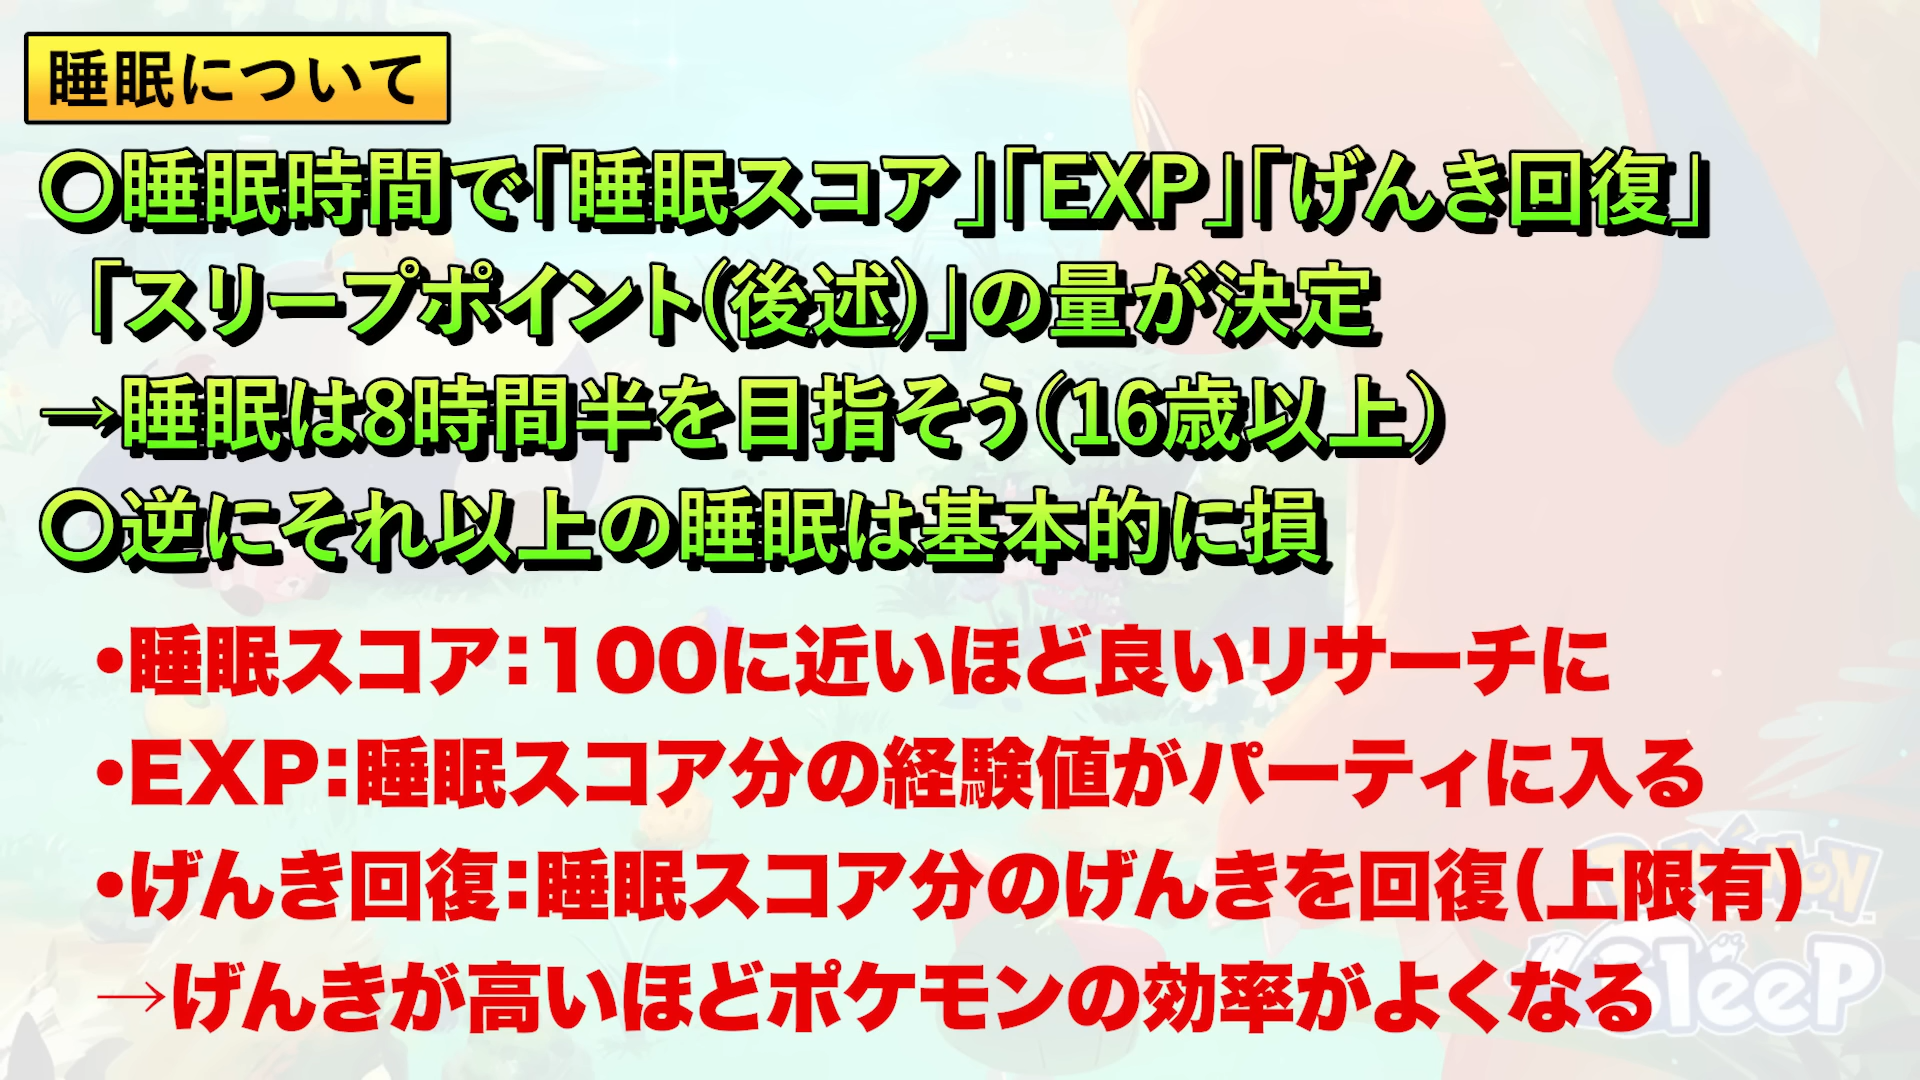 睡眠について
〇睡眠時間で「睡眠スコア」「EXP」「げんき回復」
「スリープポイント(後述)」の量が決定
→睡眠は8時間半を目指そう(16歳以上)
〇逆にそれ以上の睡眠は基本的に損
・睡眠スコア：100に近いほど良いリサーチに
・EXP：睡眠スコア分の経験値がパーティに入る
・げんき回復：睡眠スコア分のげんきを回復(上限有)
→げんきが高いほどポケモンの効率がよくなる
Pokémon
Sleep